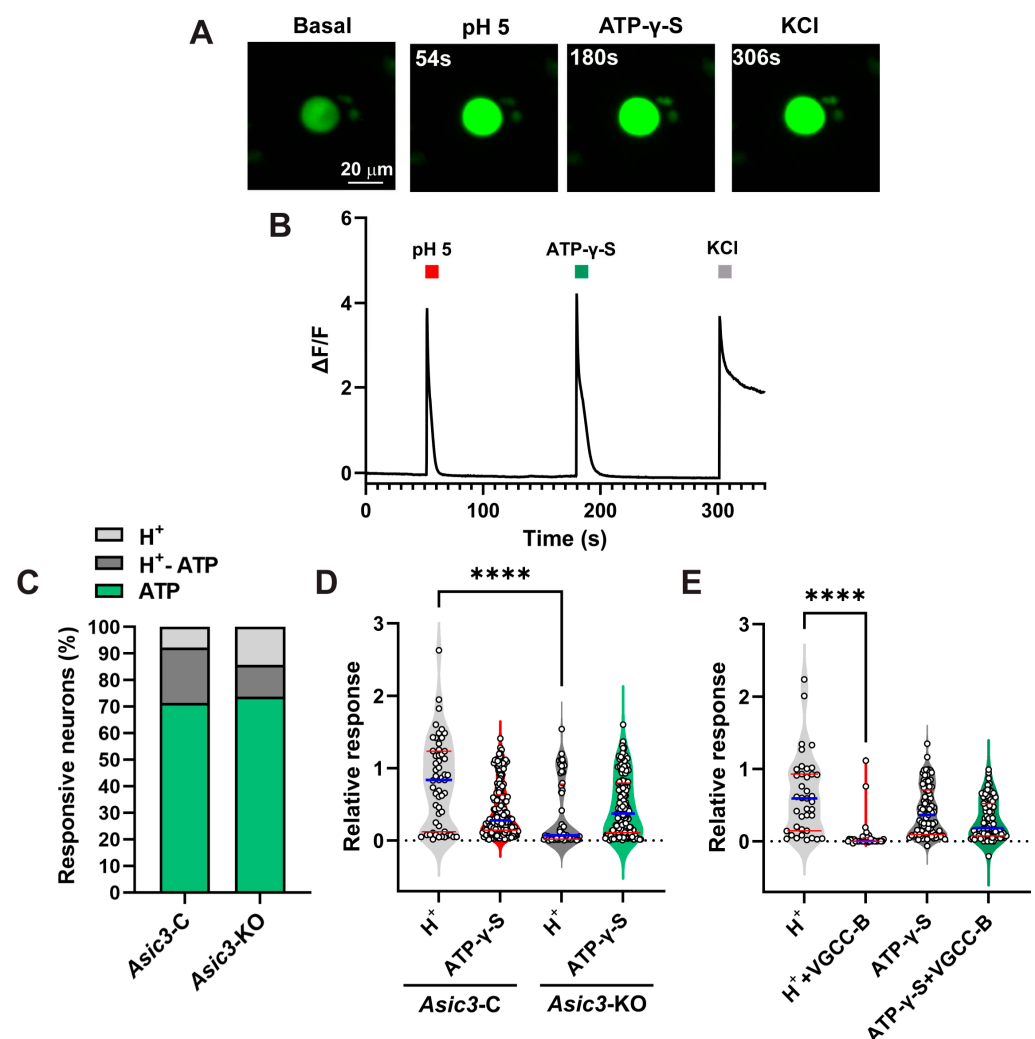 A
Basal
pH 5
ATP-γ-S
KCl
54s
180s
306s
20 µm
B
6
4
2
0
ΔF/F
pH 5
ATP-γ-S
KCl
0
100
200
300
Time (s)
H⁺
H⁺- ATP
ATP
C
Responsive neurons (%)
100
90
80
70
60
50
40
30
20
10
0
Asic3-C
Asic3-KO
D
****
Relative response
3
2
1
0
H⁺
ATP-γ-S
H⁺
ATP-γ-S
Asic3-C
Asic3-KO
E
****
Relative response
3
2
1
0
H⁺
H⁺+VGCC-B
ATP-γ-S
ATP-γ-S+VGCC-B